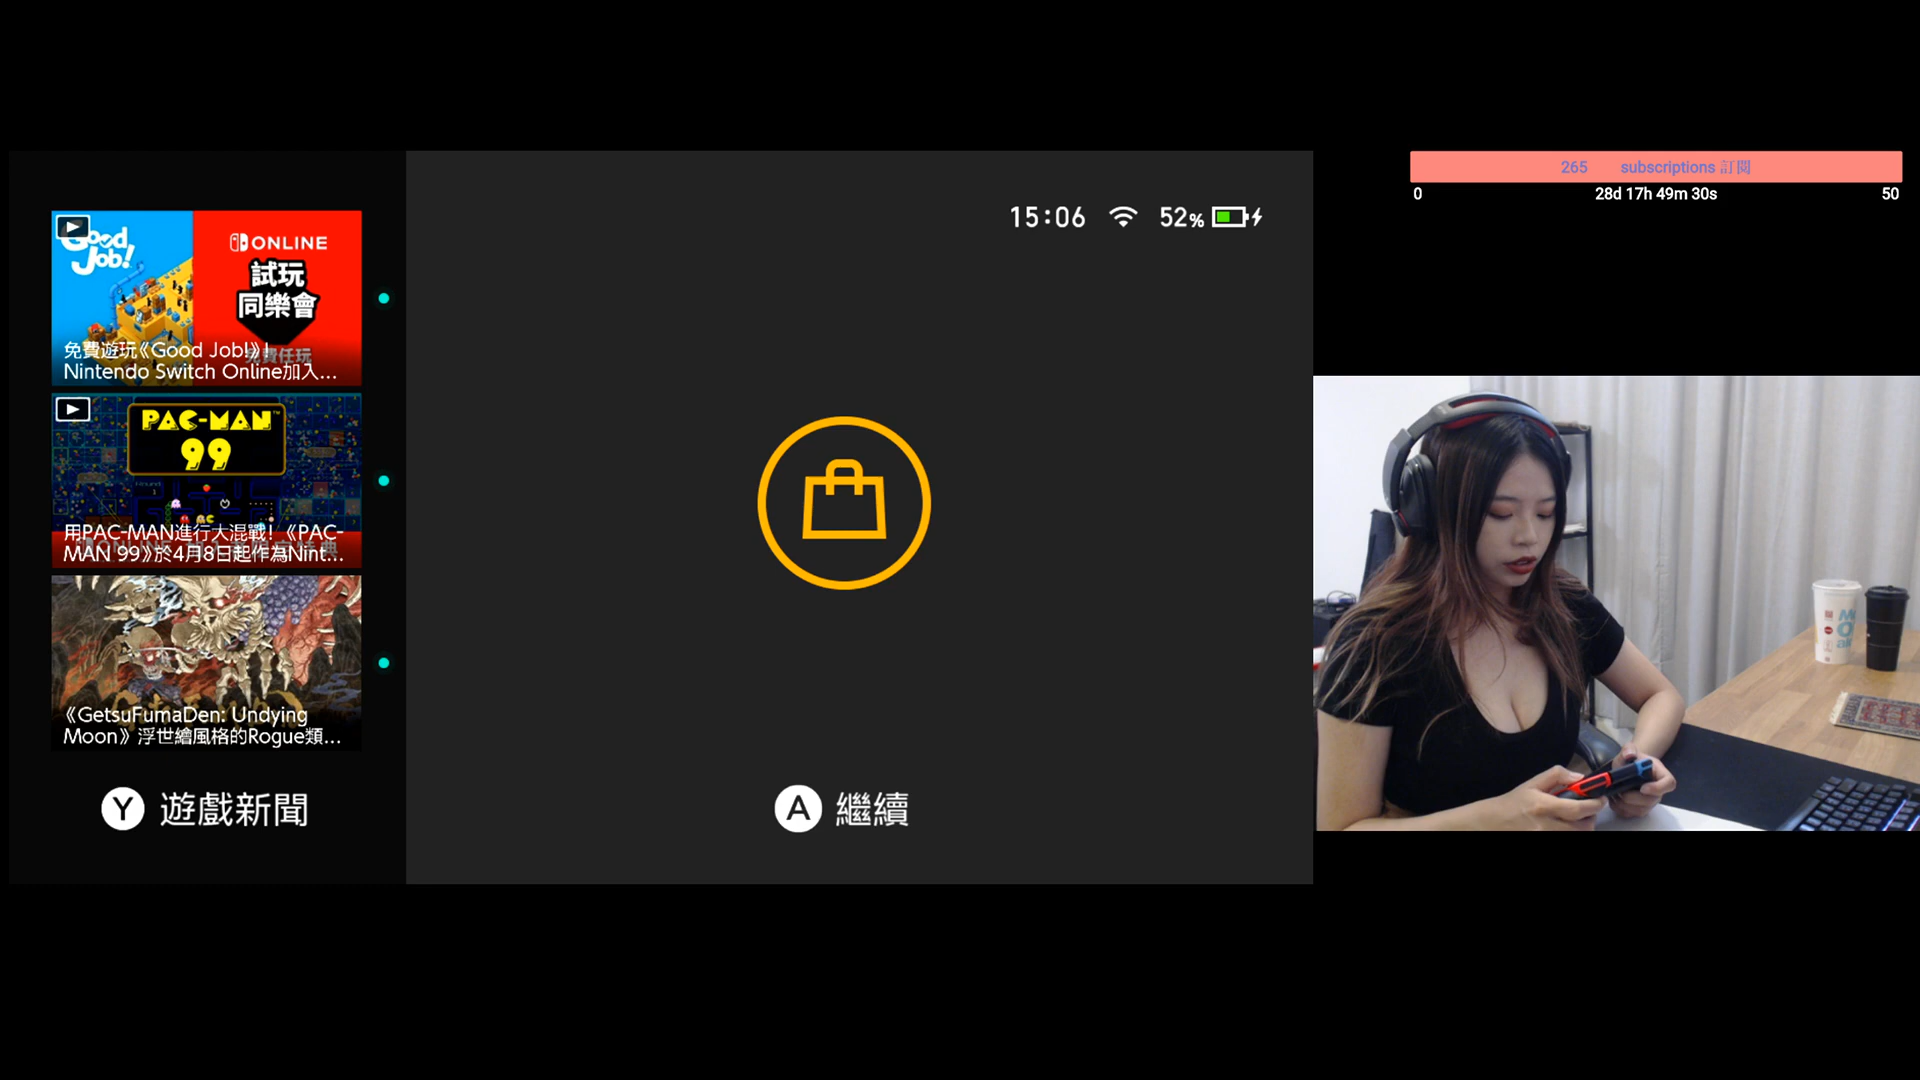 Good
Job!
ONLINE
試玩
同樂會
免費遊玩《Good Job!》！
Nintendo Switch Online加入...
PAC-MAN
99
用PAC-MAN進行大混戰！《PAC-
MAN 99》於4月8日起作為Nint...
《GetsuFumaDen: Undying
Moon》浮世繪風格的Rogue類...
Y 遊戲新聞
15:06 52%
A 繼續
265 subscriptions 訂閱
0 28d 17h 49m 30s 50